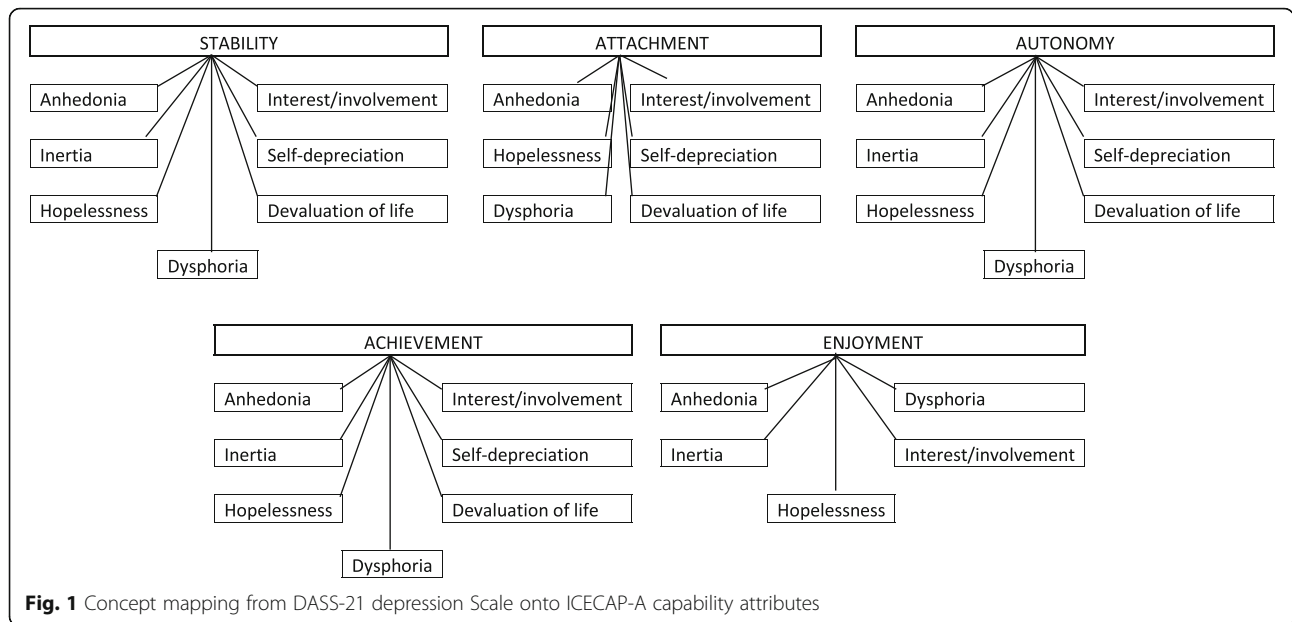 STABILITY
Anhedonia
Interest/involvement
Inertia
Self-depreciation
Hopelessness
Devaluation of life
Dysphoria
ATTACHMENT
Anhedonia
Interest/involvement
Hopelessness
Self-depreciation
Dysphoria
Devaluation of life
AUTONOMY
Anhedonia
Interest/involvement
Inertia
Self-depreciation
Hopelessness
Devaluation of life
Dysphoria
ACHIEVEMENT
Anhedonia
Interest/involvement
Inertia
Self-depreciation
Hopelessness
Devaluation of life
Dysphoria
ENJOYMENT
Anhedonia
Dysphoria
Inertia
Interest/involvement
Hopelessness
Fig. 1 Concept mapping from DASS-21 depression Scale onto ICECAP-A capability attributes